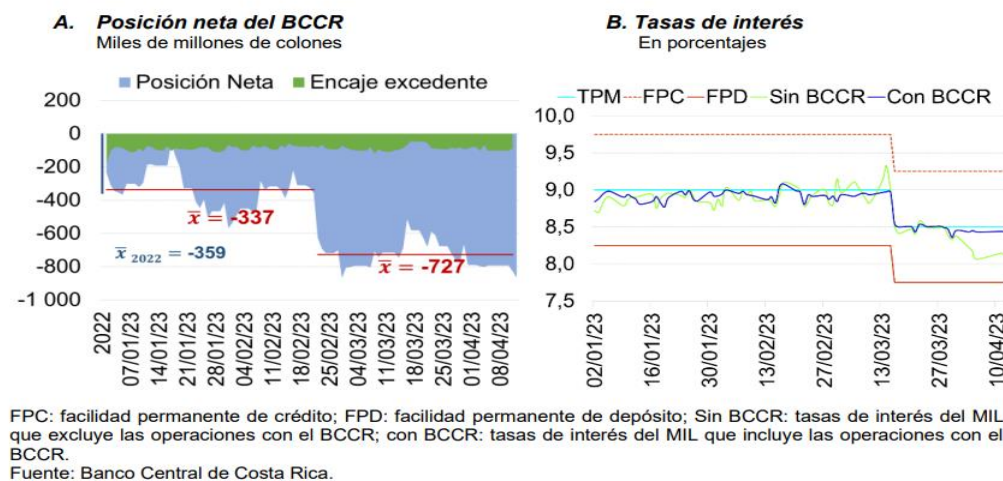 A. Posición neta del BCCR
Miles de millones de colones
Posición Neta Encaje excedente
200
0
-200
-400
-600
-800
-1 000
x̅ = -337
x̅ 2022 = -359
x̅ = -727
2022
07/01/23
14/01/23
21/01/23
28/01/23
04/02/23
11/02/23
18/02/23
25/02/23
04/03/23
11/03/23
18/03/23
25/03/23
01/04/23
08/04/23
B. Tasas de interés
En porcentajes
TPM FPC FPD Sin BCCR Con BCCR
10,0
9,5
9,0
8,5
8,0
7,5
02/01/23
16/01/23
30/01/23
13/02/23
27/02/23
13/03/23
27/03/23
10/04/23
FPC: facilidad permanente de crédito; FPD: facilidad permanente de depósito; Sin BCCR: tasas de interés del MIL
que excluye las operaciones con el BCCR; con BCCR: tasas de interés del MIL que incluye las operaciones con el
BCCR.
Fuente: Banco Central de Costa Rica.